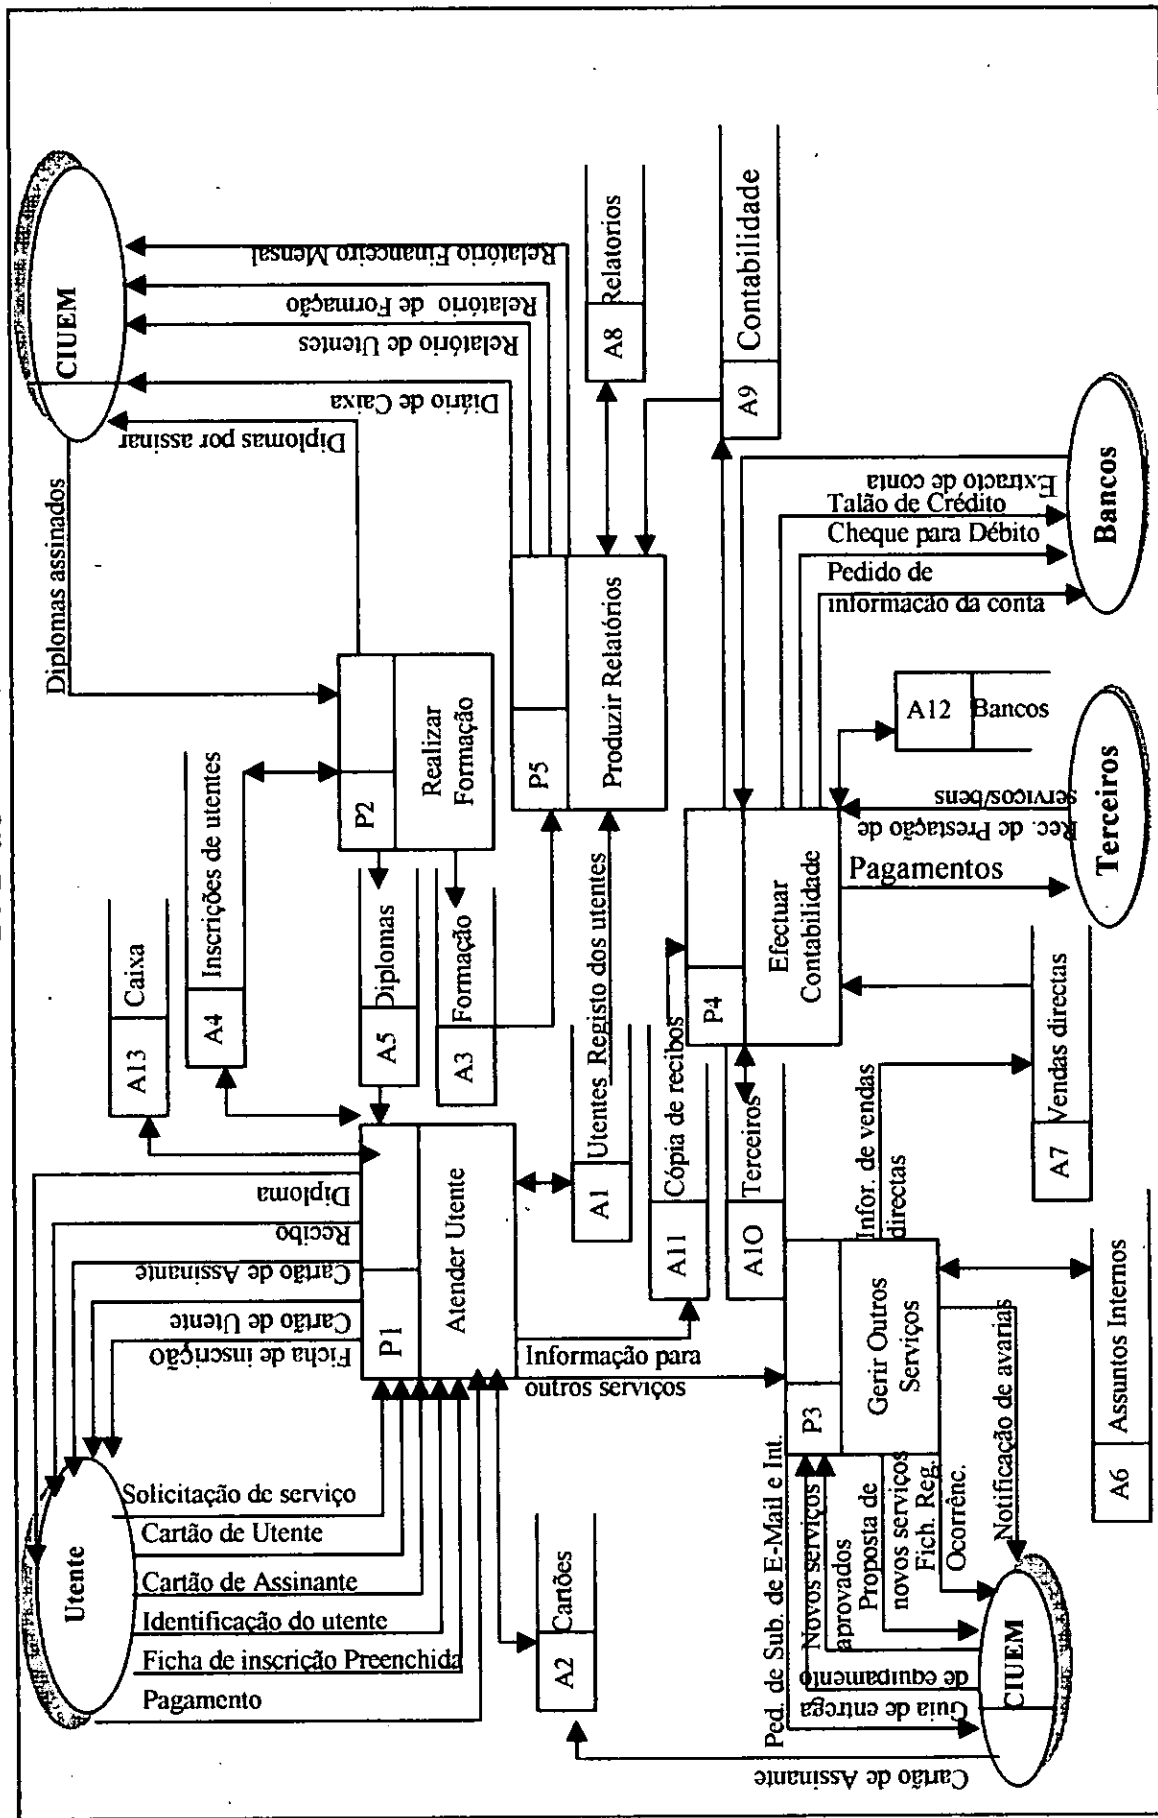 CIUEM
Diplomas assinados
Diplomas por assinar
Diário de Caixa
Relatório de Utentes
Relatório de Formação
Relatório Financeiro Mensal
A13
Caixa
A4
Inscrições de utentes
P2
Realizar
Formação
A5
Diplomas
A3
Formação
P5
Produzir Relatórios
A8
Relatorios
A9
Contabilidade
Utente
Diploma
Recibo
Cartão de Assinante
Cartão de Utente
Ficha de inscrição
Solicitação de serviço
Cartão de Utente
Cartão de Assinante
Identificação do utente
Ficha de inscrição Preenchida
Pagamento
P1
Atender Utente
A1
Utentes
Registo dos utentes
A11
Cópia de recibos
A1O
Terceiros
Informação para
outros serviços
A2
Cartões
P4
Efectuar
Contabilidade
Extracto de conta
Talão de Crédito
Cheque para Débito
Pedido de
informação da conta
Bancos
A12
Bancos
Rec. de Prestação de
serviços/bens
Pagamentos
Terceiros
P3
Gerir Outros
Serviços
Infor. de vendas
directas
A7
Vendas directas
A6
Assuntos Internos
Ped. de Sub. de E-Mail e Int.
Novos serviços
aprovados
Proposta de
novos serviços
Fich. Reg.
Ocorrênc.
Notificação de avarias
Guia de entrega
de equipamento
Cartão de Assinante
CIUEM